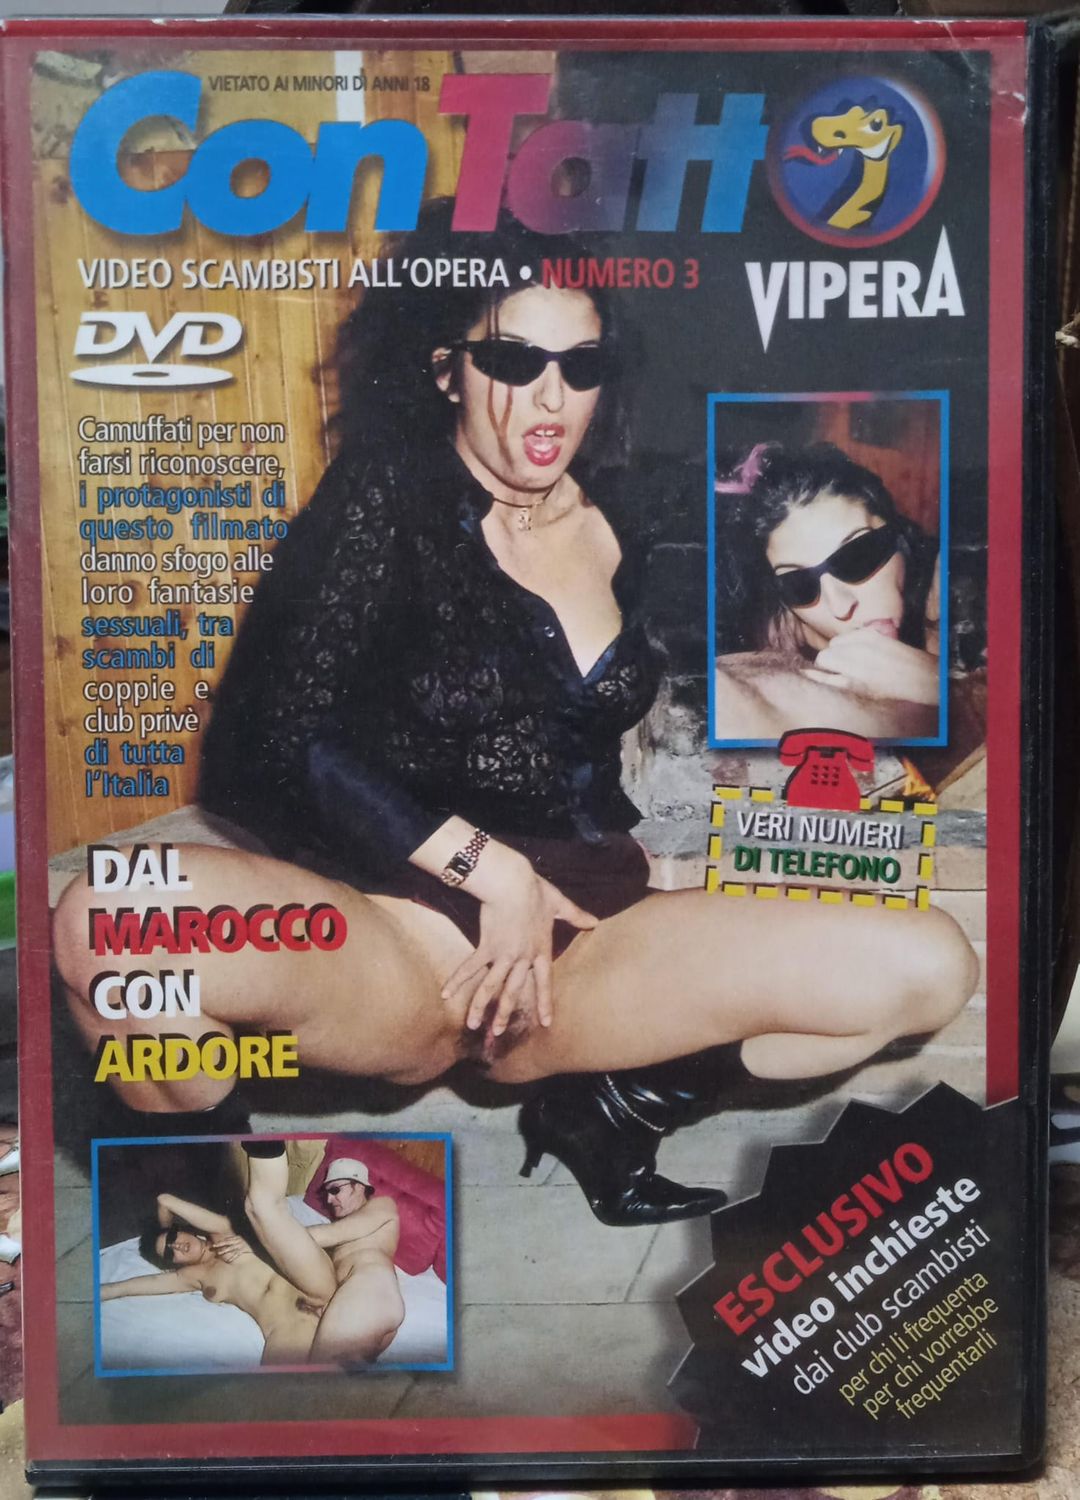 VIETATO AI MINORI DI ANNI 18
ConTatt
VIDEO SCAMBISTI ALL'OPERA • NUMERO 3
VIPERA
DVD
Camuffati per non
farsi riconoscere,
i protagonisti di
questo filmato
danno sfogo alle
loro fantasie
sessuali, tra
scambi di
coppie e
club privè
di tutta
l'Italia
VERI NUMERI
DI TELEFONO
DAL
MAROCCO
CON
ARDORE
ESCLUSIVO
video inchieste
dai club scambisti
per chi li frequenta
per chi vorrebbe
frequentarli